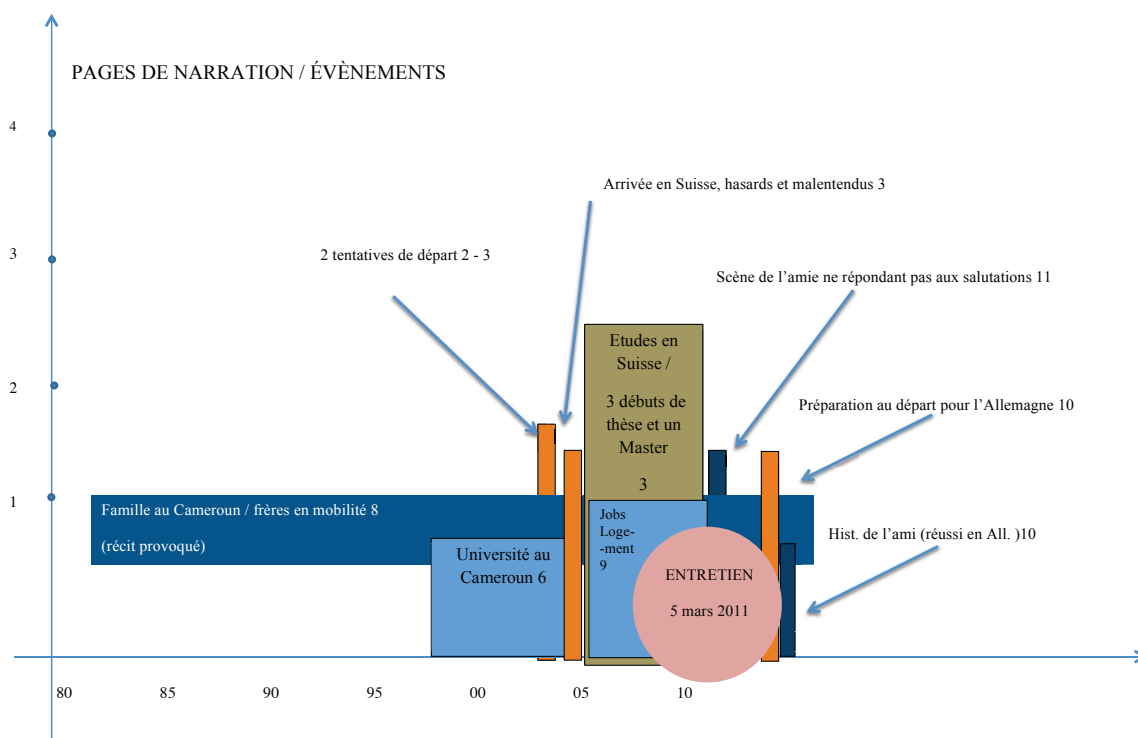 PAGES DE NARRATION / ÉVÈNEMENTS
4
Arrivée en Suisse, hasards et malentendus 3
3
2 tentatives de départ 2 - 3
Scène de l’amie ne répondant pas aux salutations 11
Etudes en
Suisse /
3 débuts de
thèse et un
Master
3
2
Préparation au départ pour l’Allemagne 10
1
Famille au Cameroun / frères en mobilité 8
(récit provoqué)
Jobs
Loge-
-ment
9
Hist. de l’ami (réussi en All. )10
Université au
Cameroun 6
ENTRETIEN
5 mars 2011
80 85 90 95 00 05 10